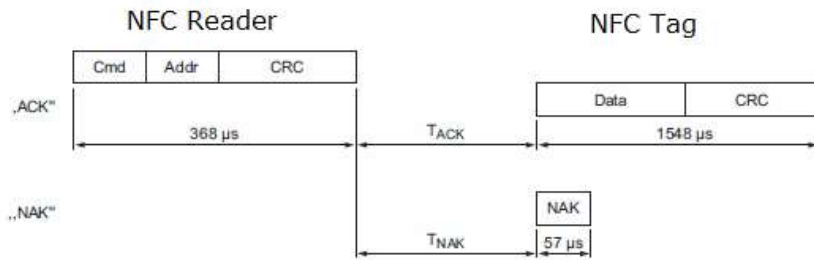 NFC Reader NFC Tag
Cmd Addr CRC
„ACK" Data CRC
368 µs TACK 1548 µs
„NAK" NAK
TNAK 57 µs